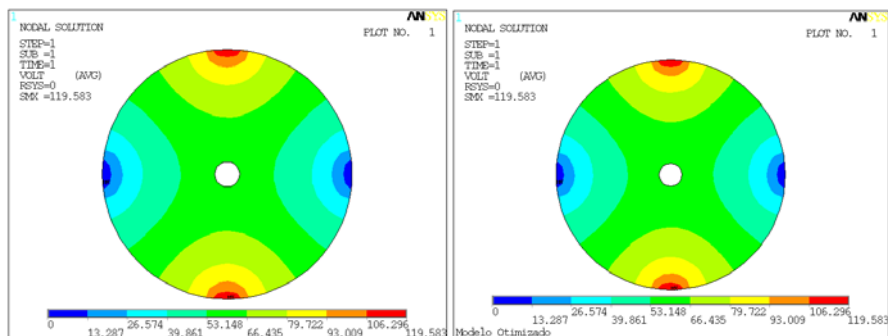 1
ANSYS
NODAL SOLUTION
PLOT NO. 1
STEP=1
SUB =1
TIME=1
VOLT (AVG)
RSYS=0
SMX =119.583
0 26.574 53.148 79.722 106.296
13.287 39.861 66.435 93.009 119.583
1
ANSYS
NODAL SOLUTION
PLOT NO. 1
STEP=1
SUB =1
TIME=1
VOLT (AVG)
RSYS=0
SMX =119.583
0 26.574 53.148 79.722 106.296
13.287 39.861 66.435 93.009 119.583
Modelo Otimizado